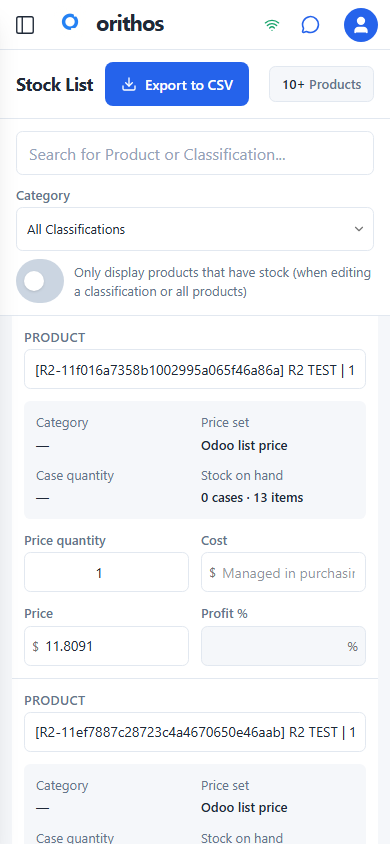 orithos
Stock List
Export to CSV
10+ Products
Search for Product or Classification...
Category
All Classifications
Only display products that have stock (when editing
a classification or all products)
PRODUCT
[R2-11f016a7358b1002995a065f46a86a] R2 TEST | 1
Category
Price set
—
Odoo list price
Case quantity
Stock on hand
—
0 cases · 13 items
Price quantity
Cost
1
$ Managed in purchasin
Price
Profit %
$ 11.8091
%
PRODUCT
[R2-11ef7887c28723c4a4670650e46aab] R2 TEST | 1
Category
Price set
—
Odoo list price
Case quantity
Stock on hand